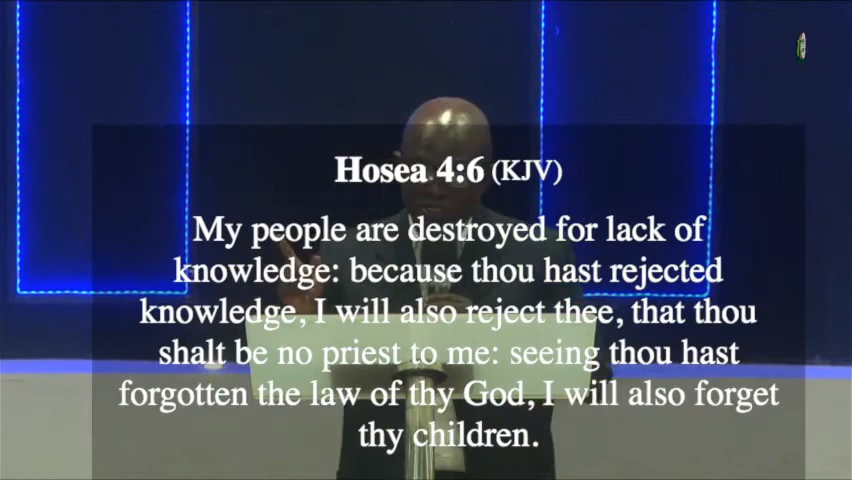 Hosea 4:6 (KJV)
My people are destroyed for lack of
knowledge: because thou hast rejected
knowledge, I will also reject thee, that thou
shalt be no priest to me: seeing thou hast
forgotten the law of thy God, I will also forget
thy children.